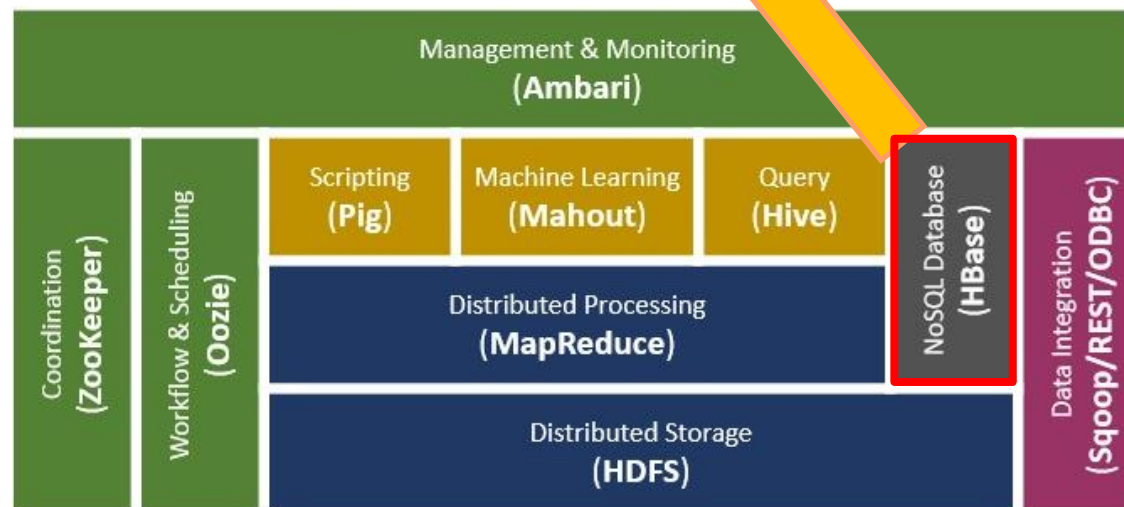 Management & Monitoring
(Ambari)
Coordination
(ZooKeeper)
Workflow & Scheduling
(Oozie)
Scripting
(Pig)
Machine Learning
(Mahout)
Query
(Hive)
NoSQL Database
(HBase)
Data Integration
(Sqoop/REST/ODBC)
Distributed Processing
(MapReduce)
Distributed Storage
(HDFS)